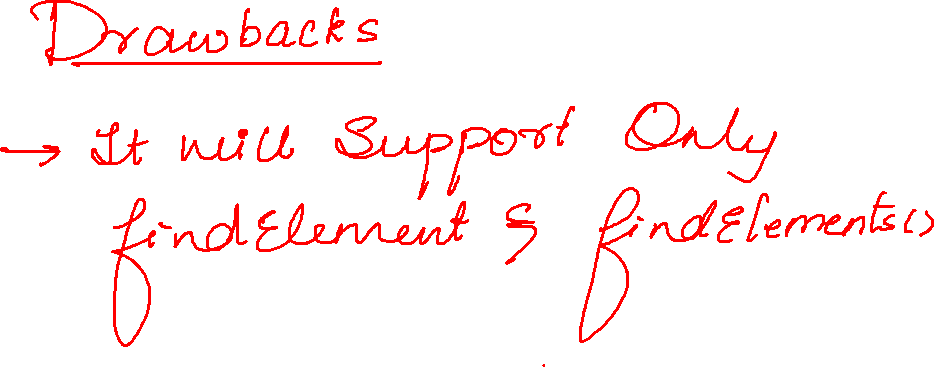 Drawbacks
→ It will Support Only
findElement & findElements()